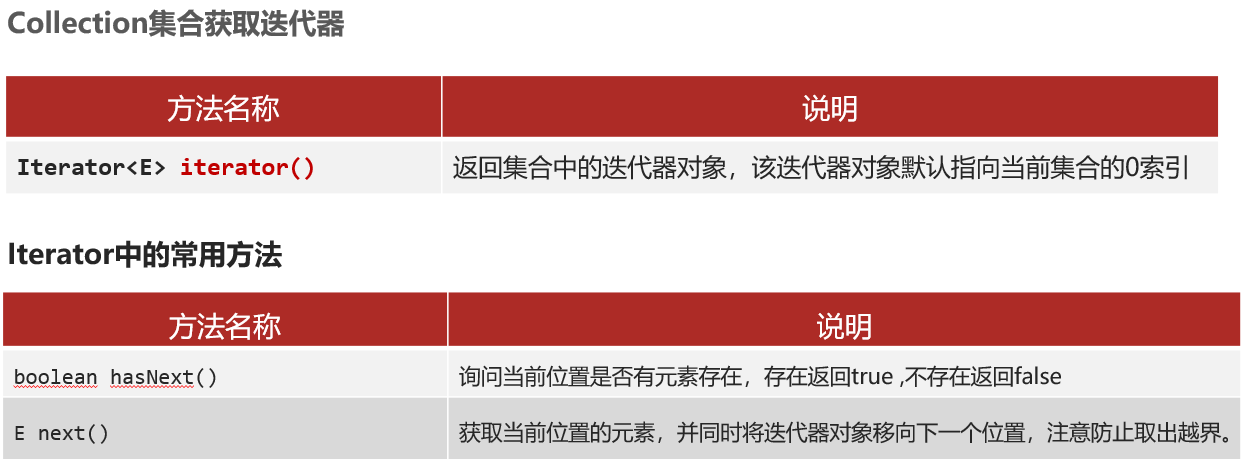 Collection集合获取迭代器
方法名称 说明
Iterator<E> iterator() 返回集合中的迭代器对象，该迭代器对象默认指向当前集合的0索引
Iterator中的常用方法
方法名称 说明
boolean hasNext() 询问当前位置是否有元素存在，存在返回true ,不存在返回false
E next() 获取当前位置的元素，并同时将迭代器对象移向下一个位置，注意防止取出越界。